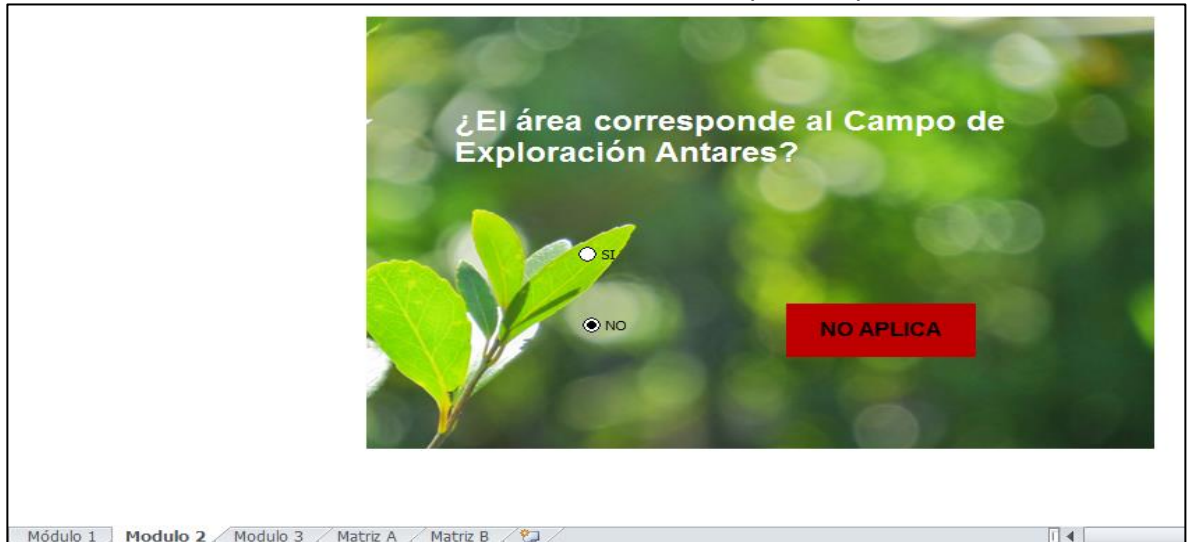 ¿El área corresponde al Campo de
Exploración Antares?
SI
NO
NO APLICA
Módulo 1 Modulo 2 Modulo 3 Matriz A Matriz B